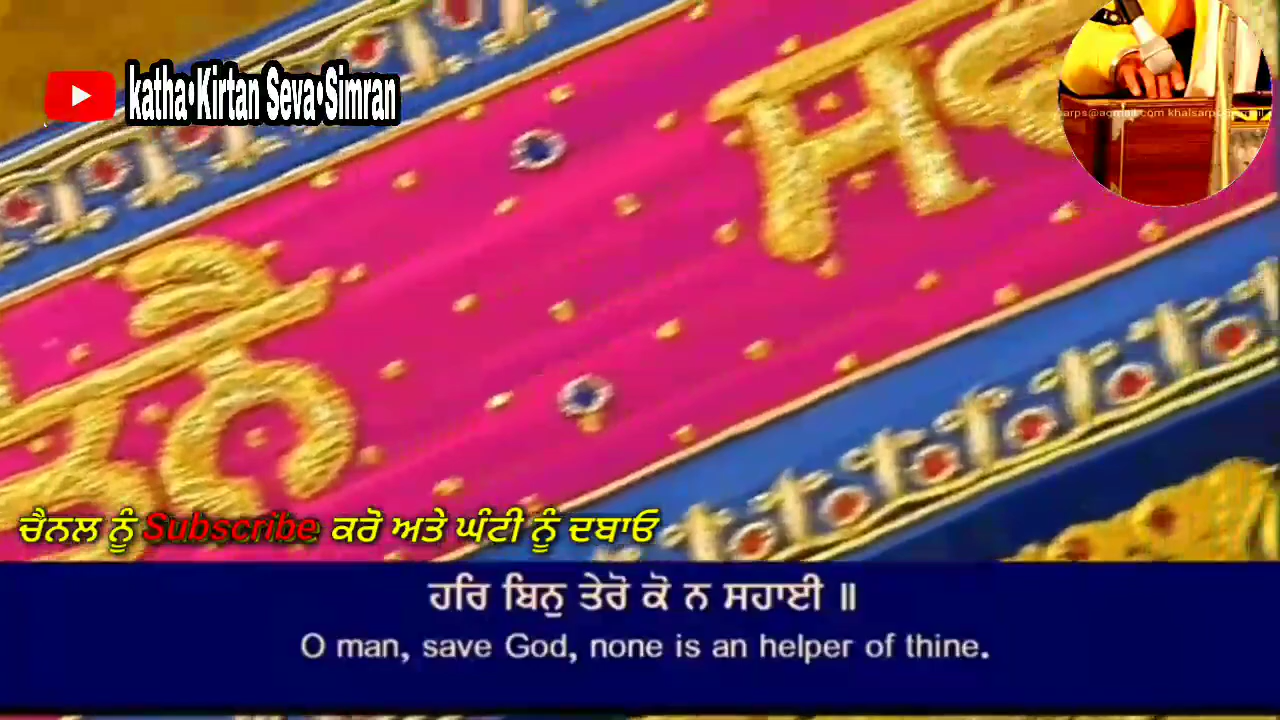 katha•Kirtan Seva•Simran
ਚੈਨਲ ਨੂੰ Subscribe ਕਰੋ ਅਤੇ ਘੰਟੀ ਨੂੰ ਦਬਾਓ
ਹਰਿ ਬਿਨੁ ਤੇਰੋ ਕੋ ਨ ਸਹਾਈ ॥
O man, save God, none is an helper of thine.